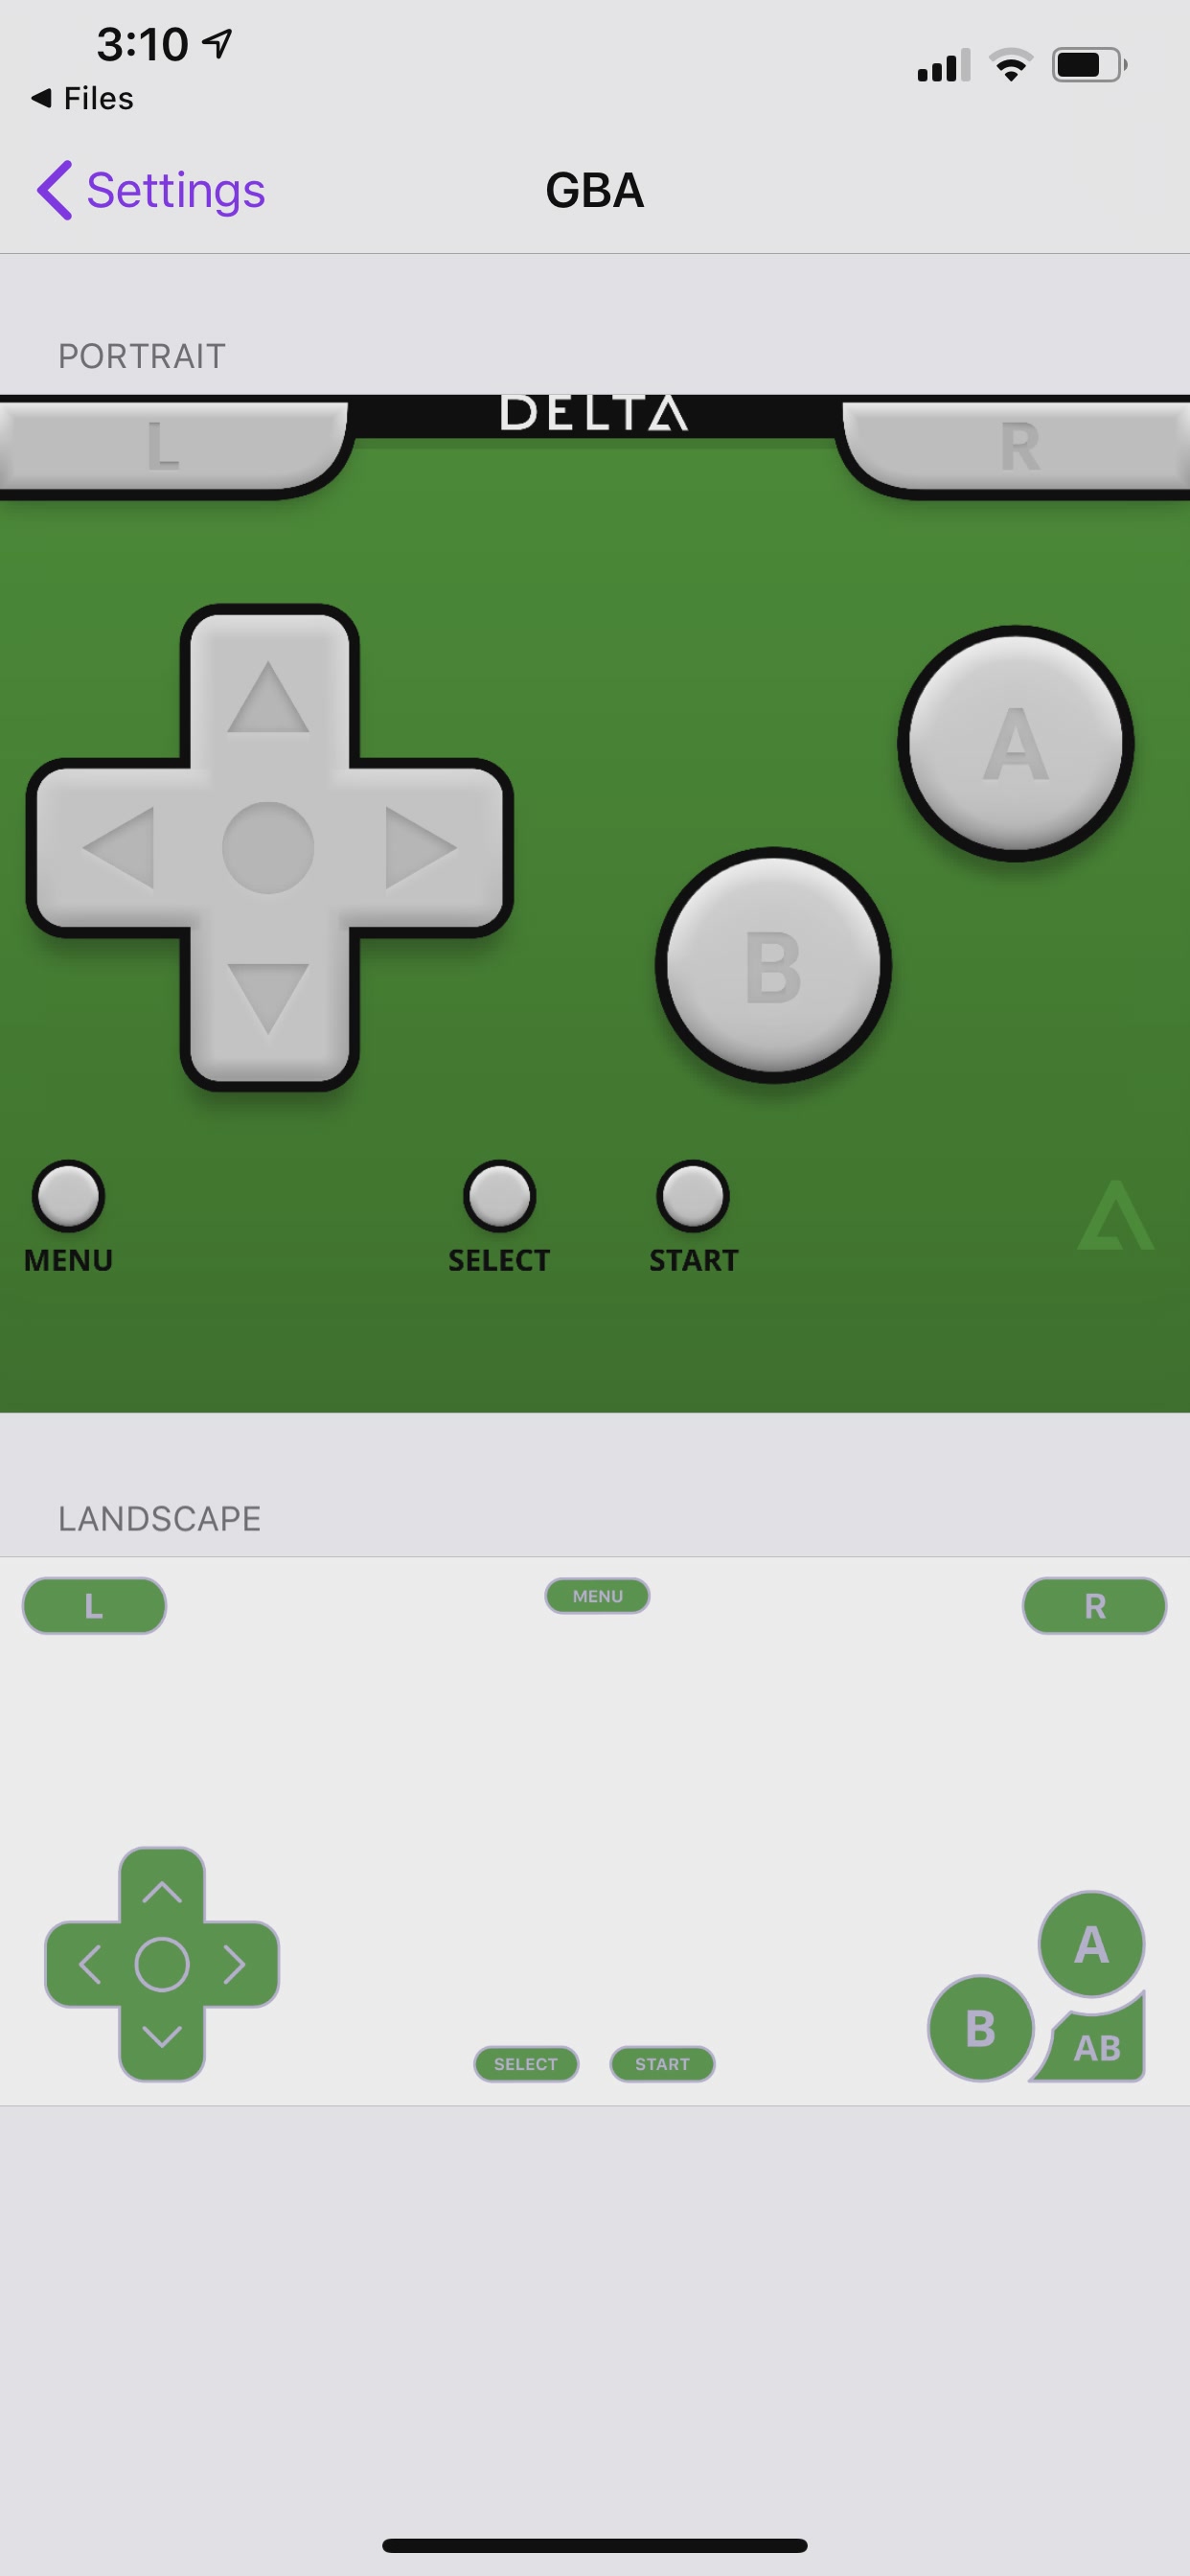 3:10
Files
Settings
GBA
PORTRAIT
L
DELTA
R
A
B
MENU
SELECT
START
LANDSCAPE
L
MENU
R
A
B
AB
SELECT
START